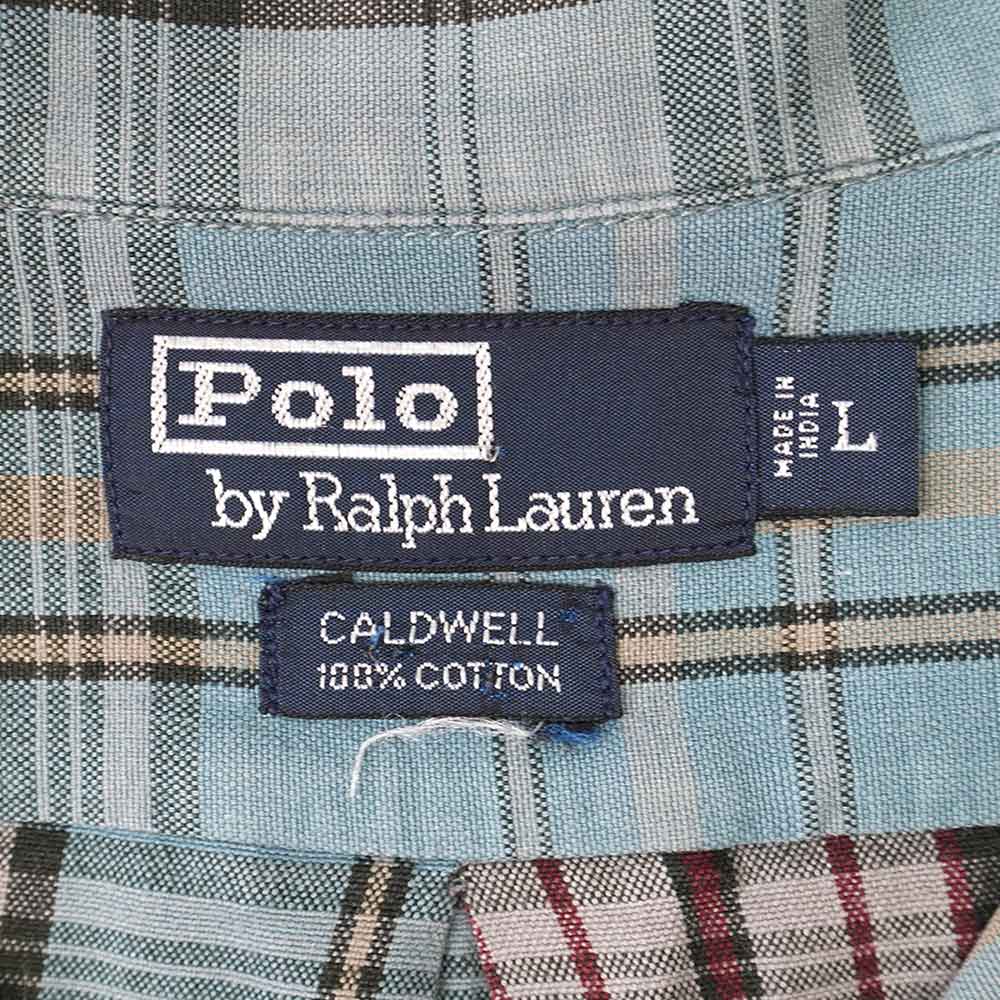 Polo
by Ralph Lauren
MADE IN
INDIA
L
CALDWELL
100% COTTON